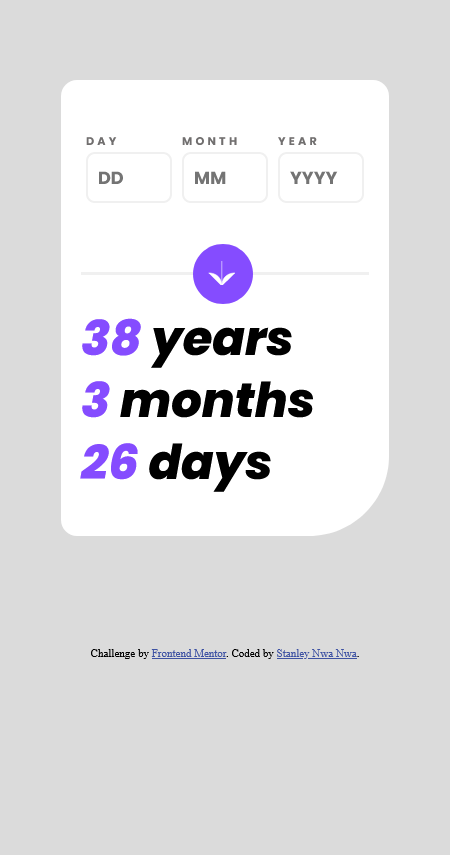 DAY MONTH YEAR
DD MM YYYY
38 years
3 months
26 days
Challenge by Frontend Mentor. Coded by Stanley Nwa Nwa.